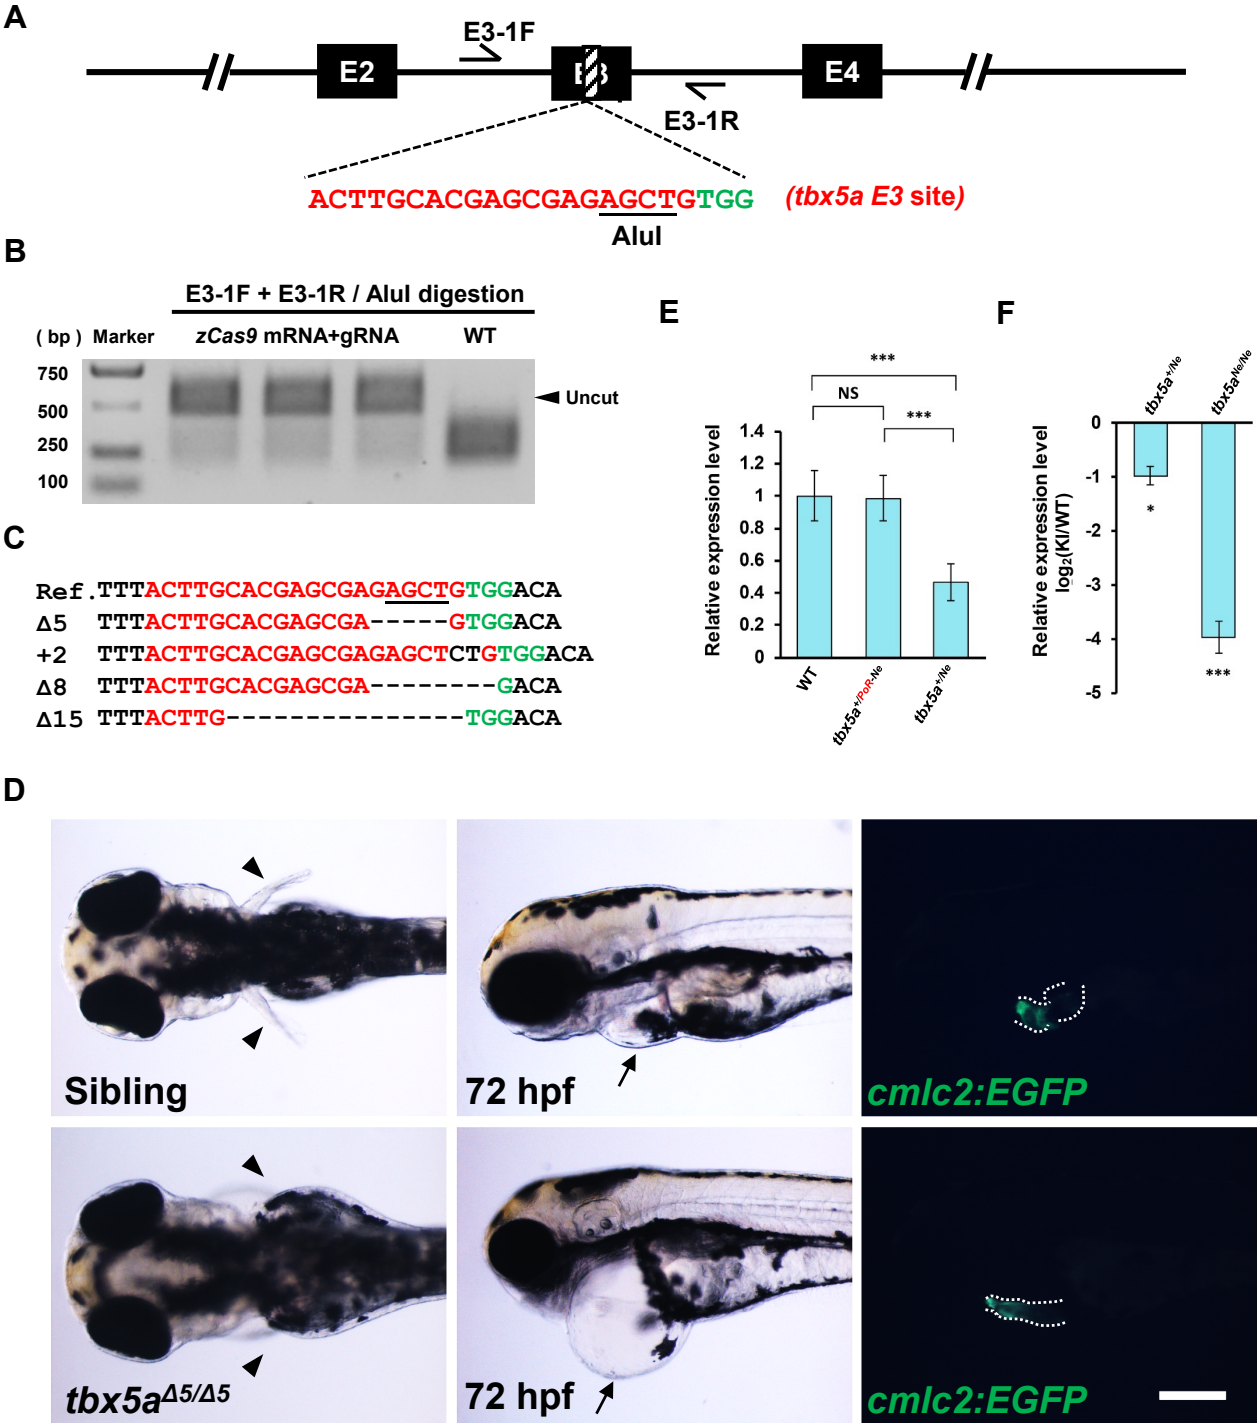 A
E3-1F
E2
E3
E4
E3-1R
ACTTGCACGAGCGAGAGCTGTGG
(tbx5a E3 site)
AluI
B
E3-1F + E3-1R / AluI digestion
( bp )
Marker
zCas9 mRNA+gRNA
WT
750
500
250
100
Uncut
C
Ref.TTTACTTGCACGAGCGAGAGCTGTGGACA
Δ5 TTTACTTGCACGAGCGA-----GTGGACA
+2 TTTACTTGCACGAGCGAGAGCTCTGTGGACA
Δ8 TTTACTTGCACGAGCGA--------GACA
Δ15 TTTACTTG---------------TGGACA
E
***
NS
***
Relative expression level
1.4
1.2
1
0.8
0.6
0.4
0.2
0
WT
tbx5a+/PoR-Ne
tbx5a+/Ne
F
tbx5a+/Ne
tbx5aNe/Ne
Relative expression level
log2(KI/WT)
0
-1
-2
-3
-4
-5
*
***
D
Sibling
72 hpf
cmlc2:EGFP
tbx5aΔ5/Δ5
72 hpf
cmlc2:EGFP